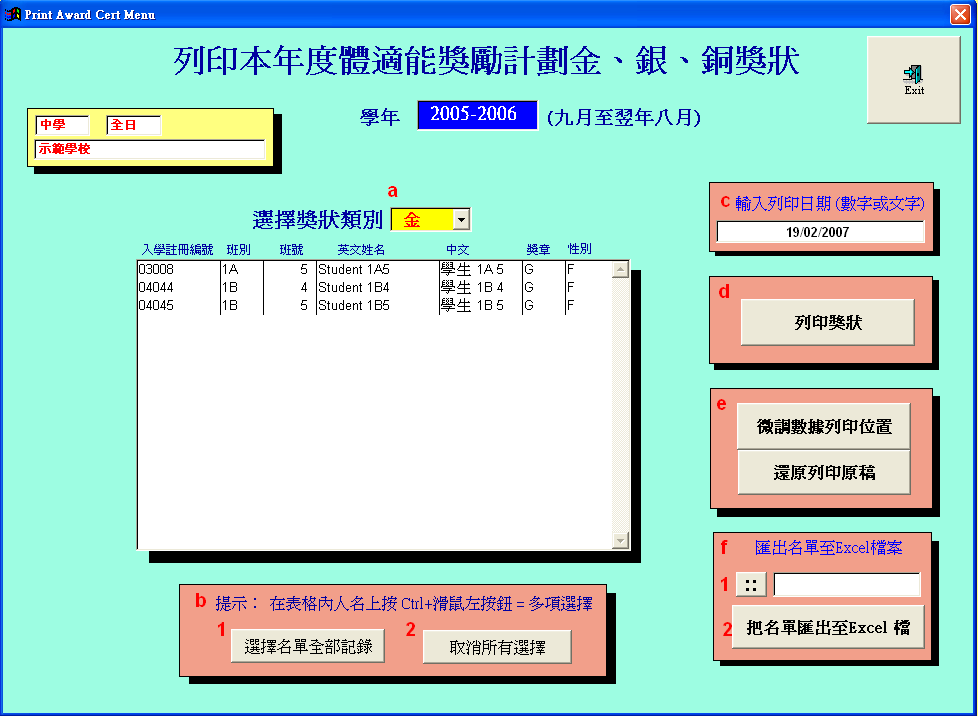 Print Award Cert Menu
列印本年度體適能獎勵計劃金、銀、銅獎狀
Exit
學年 2005-2006 (九月至翌年八月)
中學 全日
示範學校
a
選擇獎狀類別 金
入學註冊編號 班別 班號 英文姓名 中文 獎章 性別
03008 1A 5 Student 1A5 學生 1A 5 G F
04044 1B 4 Student 1B4 學生 1B 4 G F
04045 1B 5 Student 1B5 學生 1B 5 G F
b 提示： 在表格內人名上按 Ctrl+滑鼠左按鈕 = 多項選擇
1 選擇名單全部記錄 2 取消所有選擇
c 輸入列印日期 (數字或文字)
19/02/2007
d
列印獎狀
e
微調數據列印位置
還原列印原稿
f 匯出名單至Excel檔案
1 ::
2 把名單匯出至Excel 檔